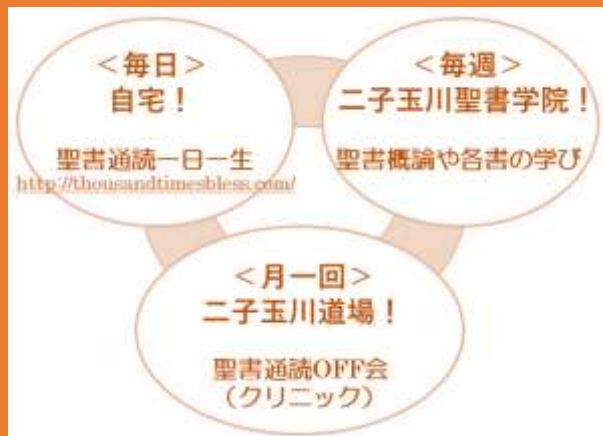 ＜毎日＞
自宅！
聖書通読一日一生
http://thousandtimesbless.com/
＜毎週＞
二子玉川聖書学院！
聖書概論や各書の学び
＜月一回＞
二子玉川道場！
聖書通読OFF会
（クリニック）